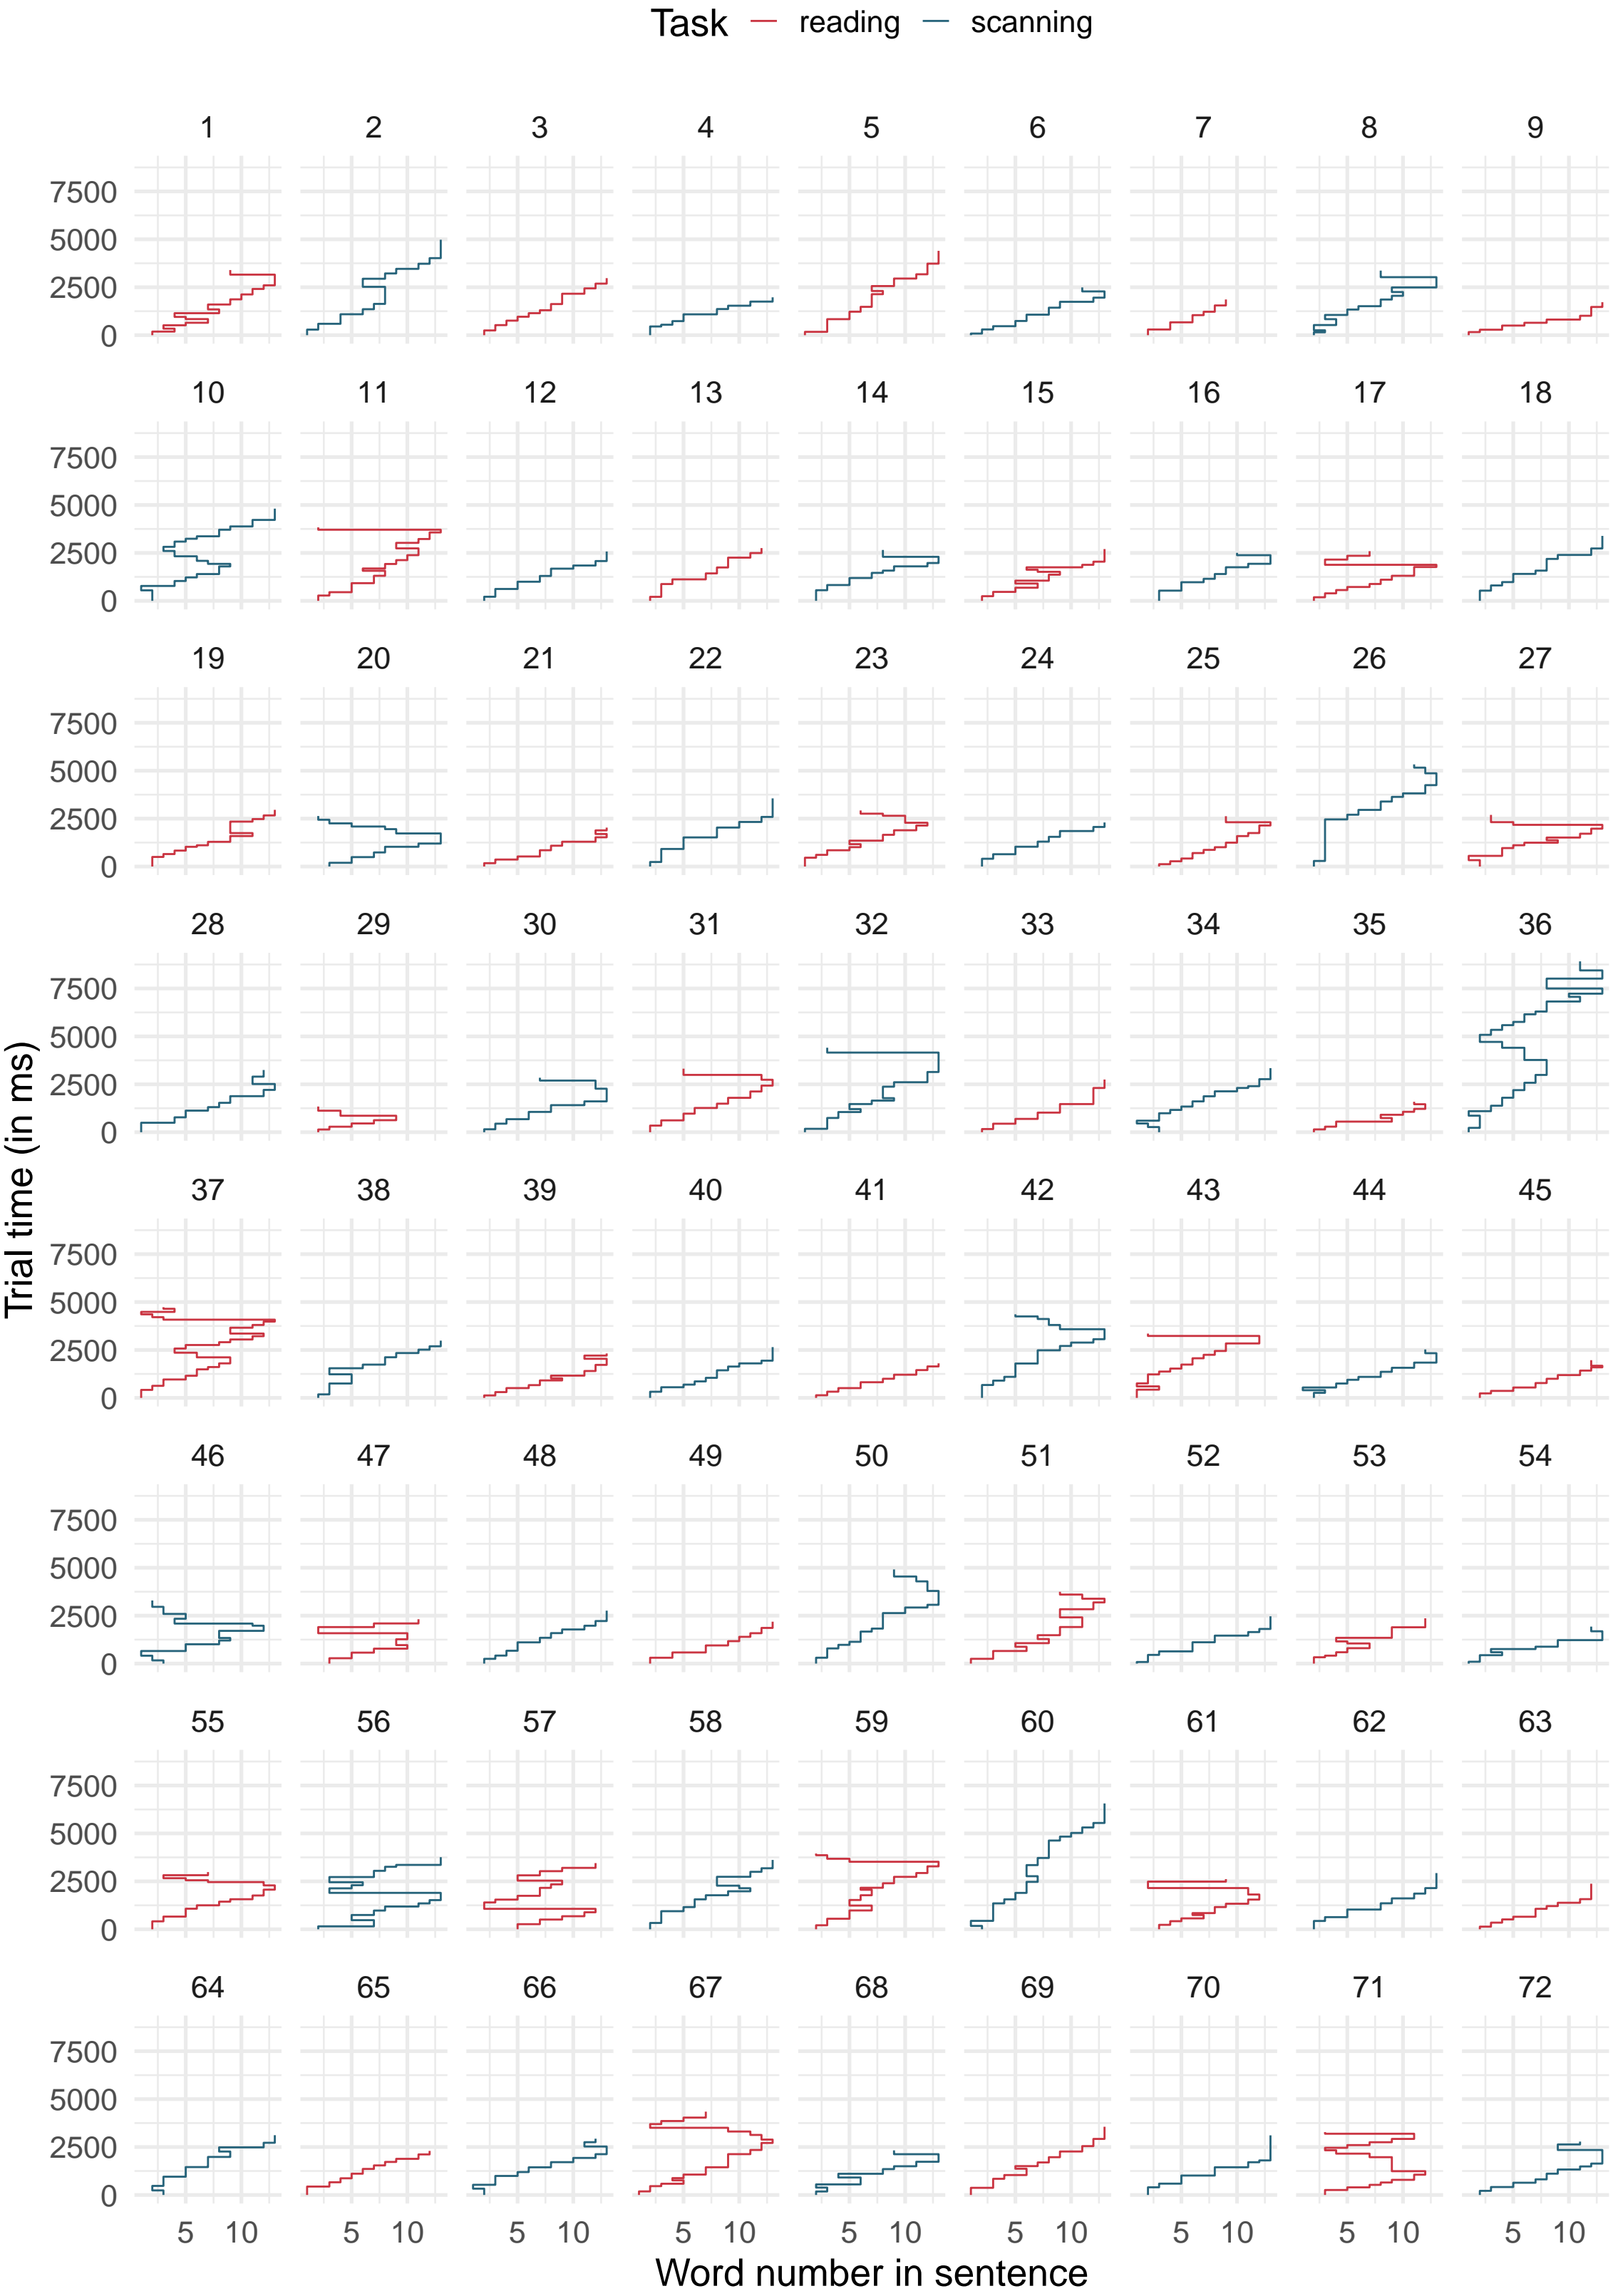 Task reading scanning
1 2 3 4 5 6 7 8 9
7500
5000
2500
0
10 11 12 13 14 15 16 17 18
7500
5000
2500
0
19 20 21 22 23 24 25 26 27
7500
5000
2500
0
28 29 30 31 32 33 34 35 36
7500
5000
2500
0
Trial time (in ms)
37 38 39 40 41 42 43 44 45
7500
5000
2500
0
46 47 48 49 50 51 52 53 54
7500
5000
2500
0
55 56 57 58 59 60 61 62 63
7500
5000
2500
0
64 65 66 67 68 69 70 71 72
7500
5000
2500
0
5 10 5 10 5 10 5 10 5 10 5 10 5 10 5 10 5 10
Word number in sentence